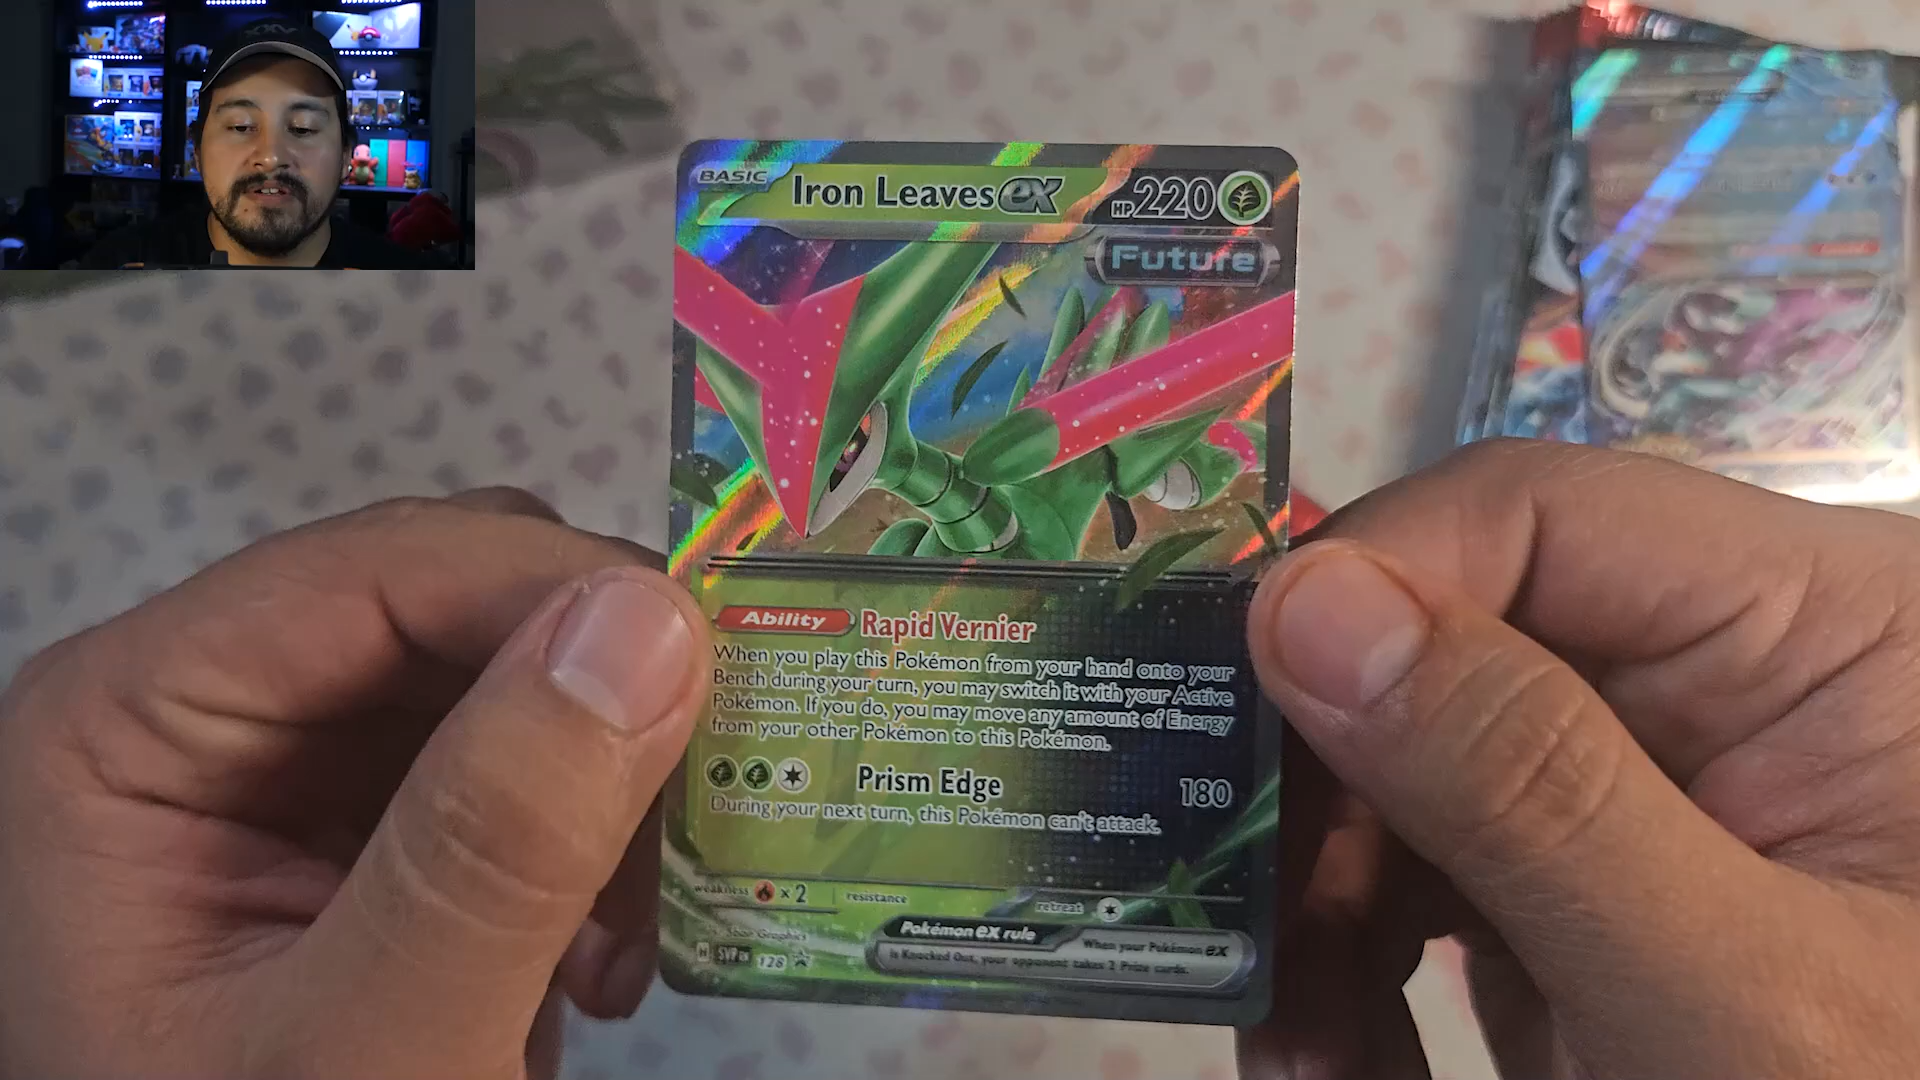 BASIC
Iron Leaves ex
HP 220
Future
Ability Rapid Vernier
When you play this Pokémon from your hand onto your
Bench during your turn, you may switch it with your Active
Pokémon. If you do, you may move any amount of Energy
from your other Pokémon to this Pokémon.
Prism Edge 180
During your next turn, this Pokémon can't attack.
weakness ×2 resistance retreat
Graphics
H SVP EN 128
Pokémon ex rule
When your Pokémon ex
is Knocked Out, your opponent takes 2 Prize cards.